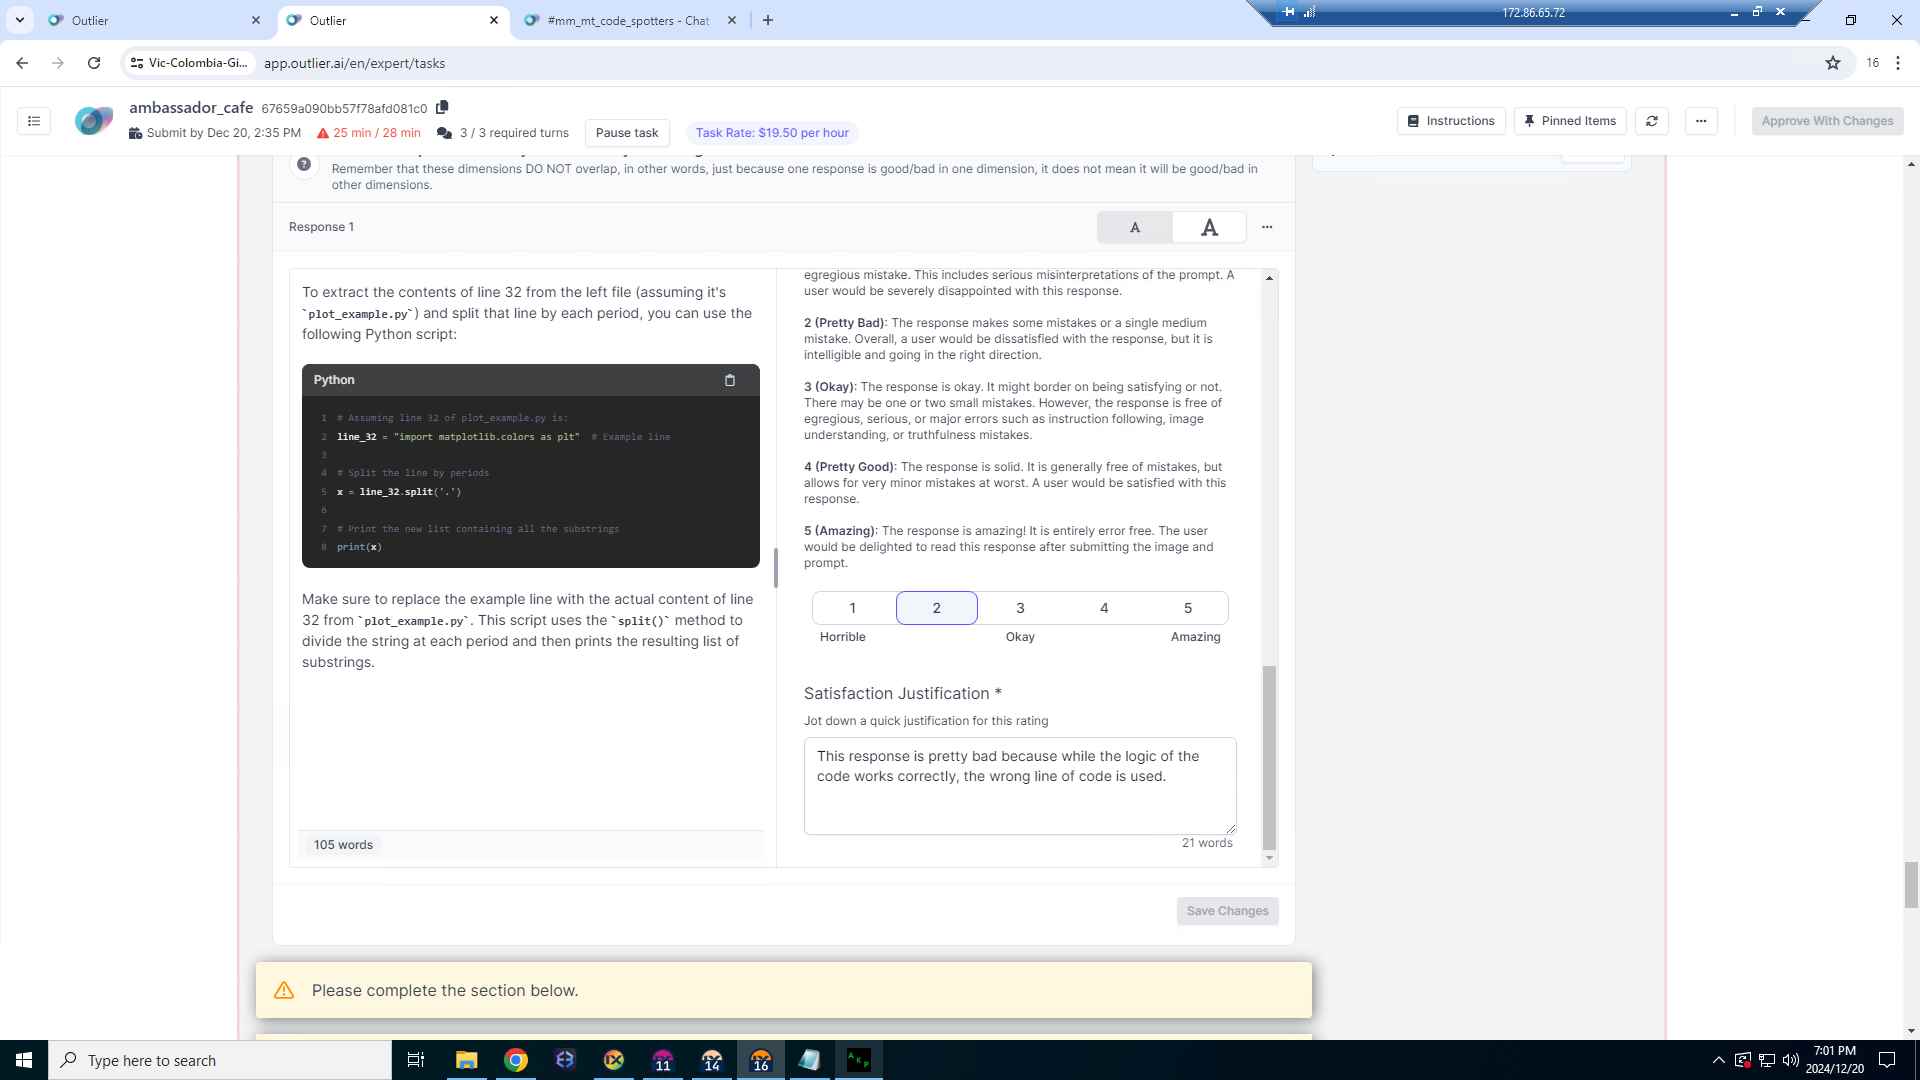 Outlier
Outlier
#mm_mt_code_spotters - Chat
172.86.65.72
Vic-Colombia-Gi...
app.outlier.ai/en/expert/tasks
16
ambassador_cafe 67659a090bb57f78afd081c0
Submit by Dec 20, 2:35 PM
25 min / 28 min
3 / 3 required turns
Pause task
Task Rate: $19.50 per hour
Instructions
Pinned Items
Approve With Changes
Remember that these dimensions DO NOT overlap, in other words, just because one response is good/bad in one dimension, it does not mean it will be good/bad in
other dimensions.
Response 1
A
A
To extract the contents of line 32 from the left file (assuming it's
`plot_example.py`) and split that line by each period, you can use the
following Python script:
Python
1 # Assuming line 32 of plot_example.py is:
2 line_32 = "import matplotlib.colors as plt" # Example line
3
4 # Split the line by periods
5 x = line_32.split('.')
6
7 # Print the new list containing all the substrings
8 print(x)
Make sure to replace the example line with the actual content of line
32 from `plot_example.py`. This script uses the `split()` method to
divide the string at each period and then prints the resulting list of
substrings.
105 words
egregious mistake. This includes serious misinterpretations of the prompt. A
user would be severely disappointed with this response.
2 (Pretty Bad): The response makes some mistakes or a single medium
mistake. Overall, a user would be dissatisfied with the response, but it is
intelligible and going in the right direction.
3 (Okay): The response is okay. It might border on being satisfying or not.
There may be one or two small mistakes. However, the response is free of
egregious, serious, or major errors such as instruction following, image
understanding, or truthfulness mistakes.
4 (Pretty Good): The response is solid. It is generally free of mistakes, but
allows for very minor mistakes at worst. A user would be satisfied with this
response.
5 (Amazing): The response is amazing! It is entirely error free. The user
would be delighted to read this response after submitting the image and
prompt.
1 2 3 4 5
Horrible Okay Amazing
Satisfaction Justification *
Jot down a quick justification for this rating
This response is pretty bad because while the logic of the
code works correctly, the wrong line of code is used.
21 words
Save Changes
Please complete the section below.
Type here to search
11
14
16
7:01 PM
2024/12/20